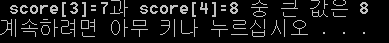 score[3]=7과 score[4]=8 중 큰 값은 8
계속하려면 아무 키나 누르십시오 . . .